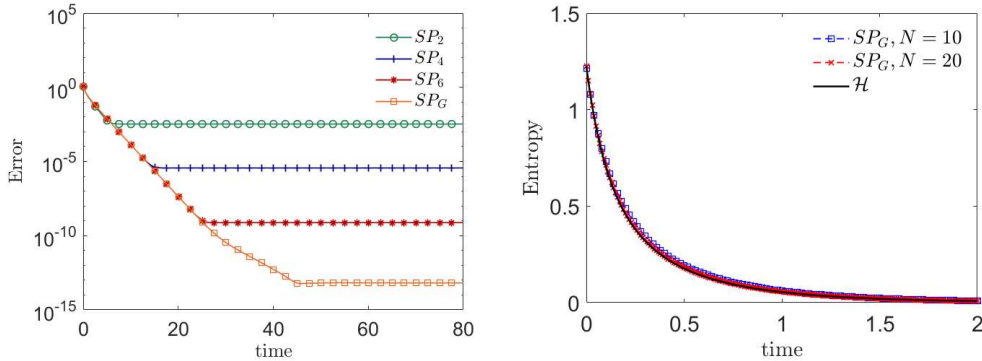 10^5
10^0
10^-5
10^-10
10^-15
Error
0 20 40 60 80
time
SP_2
SP_4
SP_6
SP_G
1.5
1
0.5
0
Entropy
0 0.5 1 1.5 2
time
SP_G, N = 10
SP_G, N = 20
ℋ